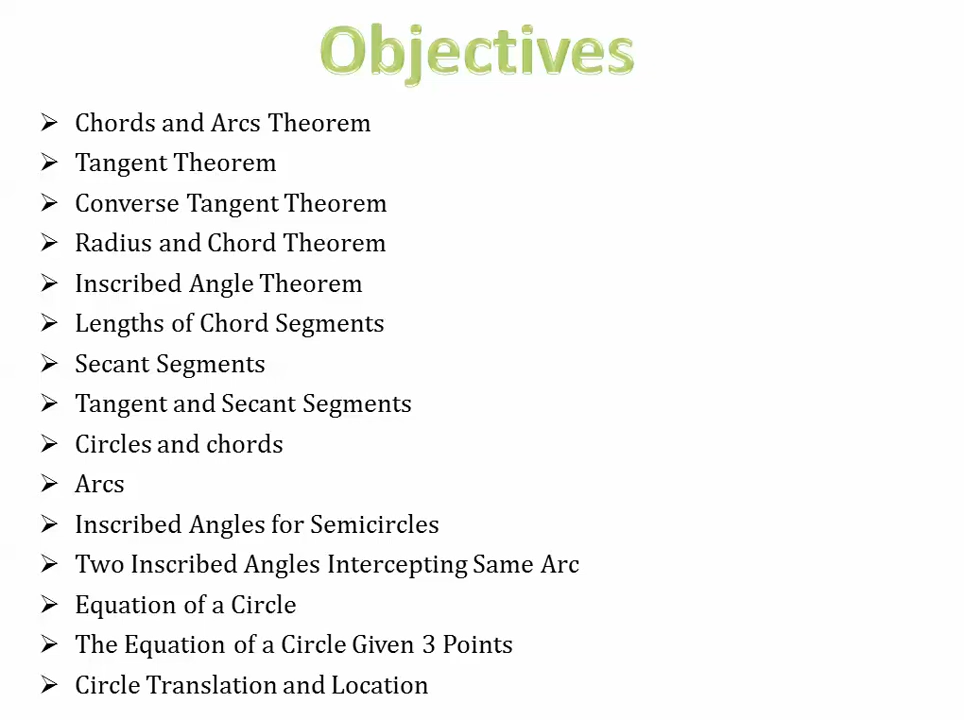 Objectives
➢ Chords and Arcs Theorem
➢ Tangent Theorem
➢ Converse Tangent Theorem
➢ Radius and Chord Theorem
➢ Inscribed Angle Theorem
➢ Lengths of Chord Segments
➢ Secant Segments
➢ Tangent and Secant Segments
➢ Circles and chords
➢ Arcs
➢ Inscribed Angles for Semicircles
➢ Two Inscribed Angles Intercepting Same Arc
➢ Equation of a Circle
➢ The Equation of a Circle Given 3 Points
➢ Circle Translation and Location